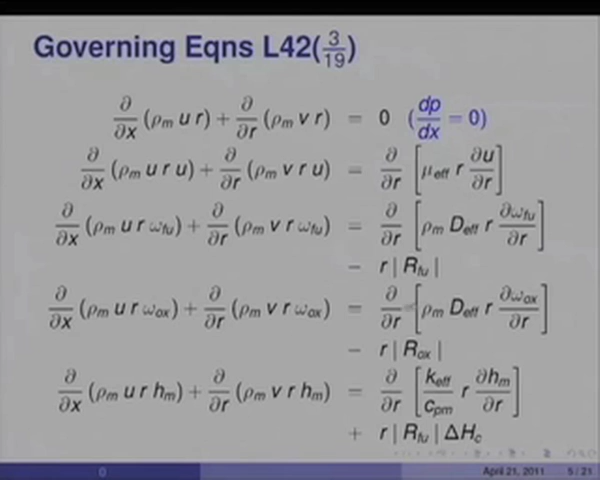 Governing Eqns L42(3/19)
∂/∂x (ρm u r) + ∂/∂r (ρm v r) = 0 (dp/dx = 0)
∂/∂x (ρm u r u) + ∂/∂r (ρm v r u) = ∂/∂r [μeff r ∂u/∂r]
∂/∂x (ρm u r ωfu) + ∂/∂r (ρm v r ωfu) = ∂/∂r [ρm Deff r ∂ωfu/∂r]
− r | Rfu |
∂/∂x (ρm u r ωox) + ∂/∂r (ρm v r ωox) = ∂/∂r [ρm Deff r ∂ωox/∂r]
− r | Rox |
∂/∂x (ρm u r hm) + ∂/∂r (ρm v r hm) = ∂/∂r [keff/cpm r ∂hm/∂r]
+ r | Rfu | ΔHc
()
April 21, 2011 5 / 21